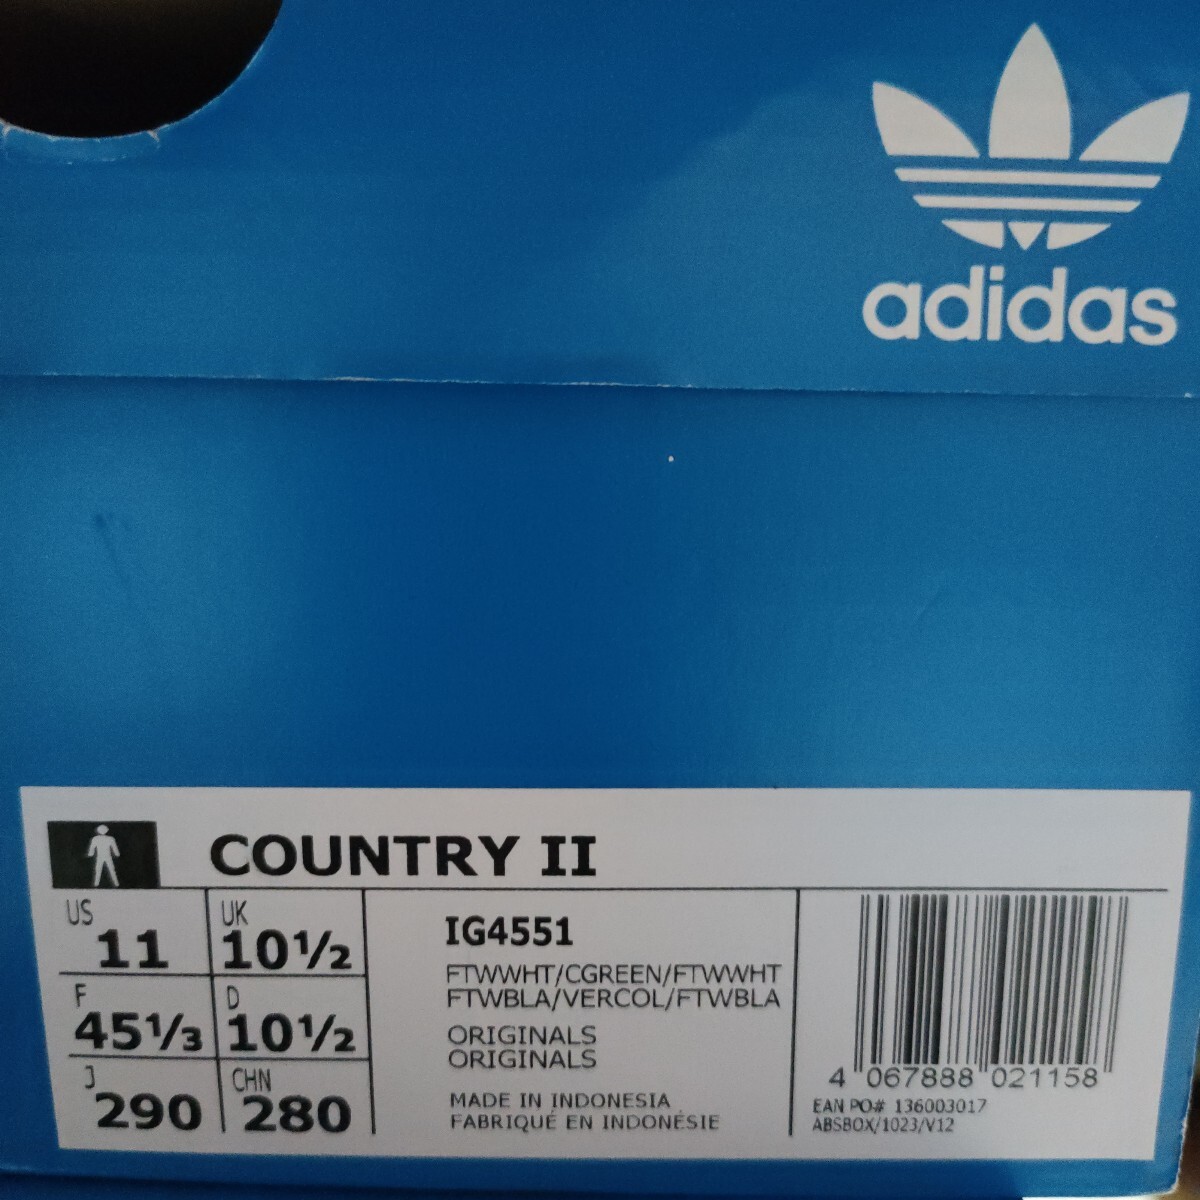 adidas
COUNTRY II
US 11
UK 10½
F 45⅓
D 10½
J 290
CHN 280
IG4551
FTWWHT/CGREEN/FTWWHT
FTWBLA/VERCOL/FTWBLA
ORIGINALS
ORIGINALS
MADE IN INDONESIA
FABRIQUÉ EN INDONÉSIE
4 067888 021158
EAN PO# 136003017
ABSBOX/1023/V12